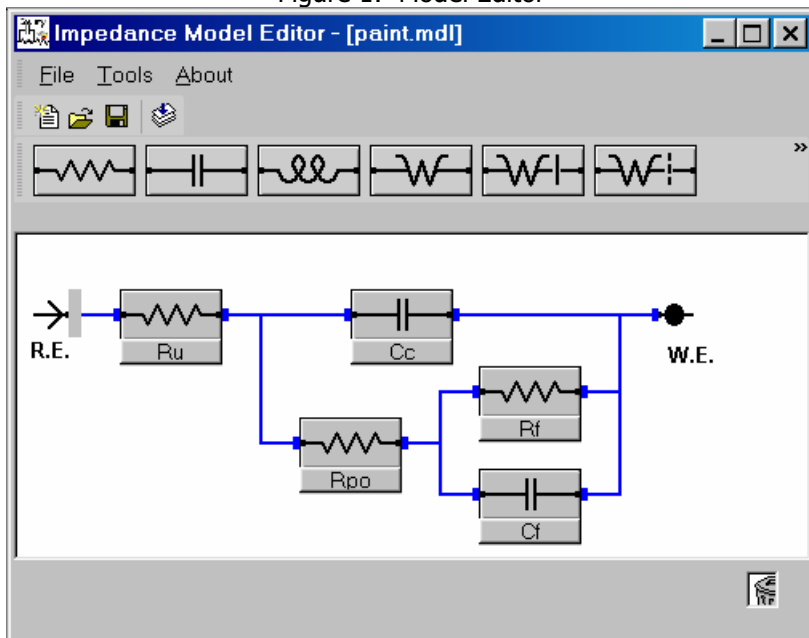 Figure 1. Model Editor
Impedance Model Editor - [paint.mdl]
File Tools About
»
R.E.
Ru
Cc
W.E.
Rf
Rpo
Cf